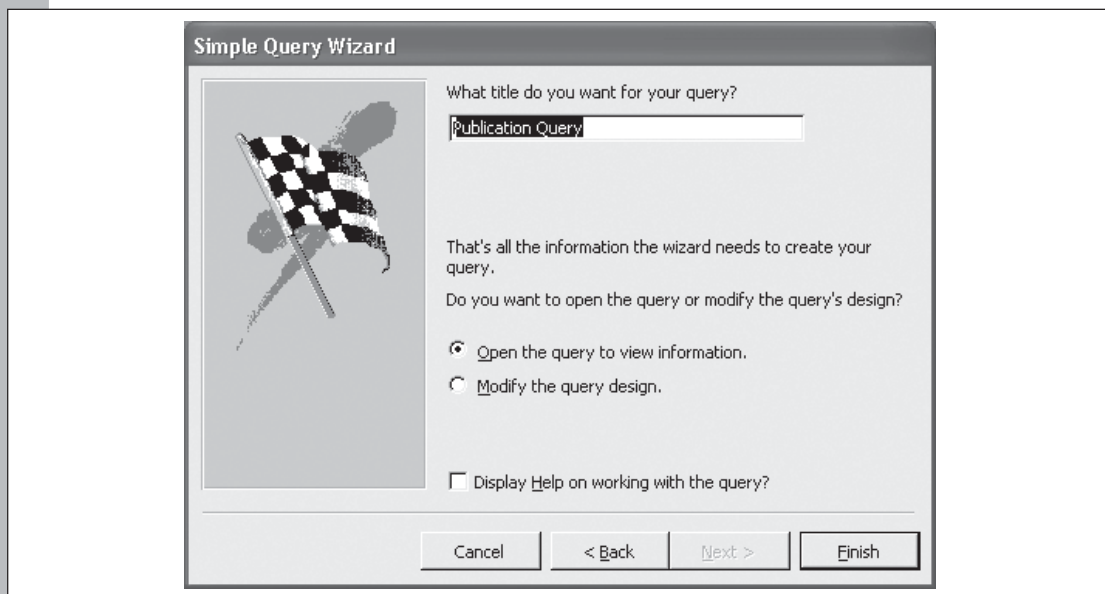 Simple Query Wizard
What title do you want for your query?
Publication Query
That's all the information the wizard needs to create your
query.
Do you want to open the query or modify the query's design?
Open the query to view information.
Modify the query design.
Display Help on working with the query?
Cancel
< Back
Next >
Finish